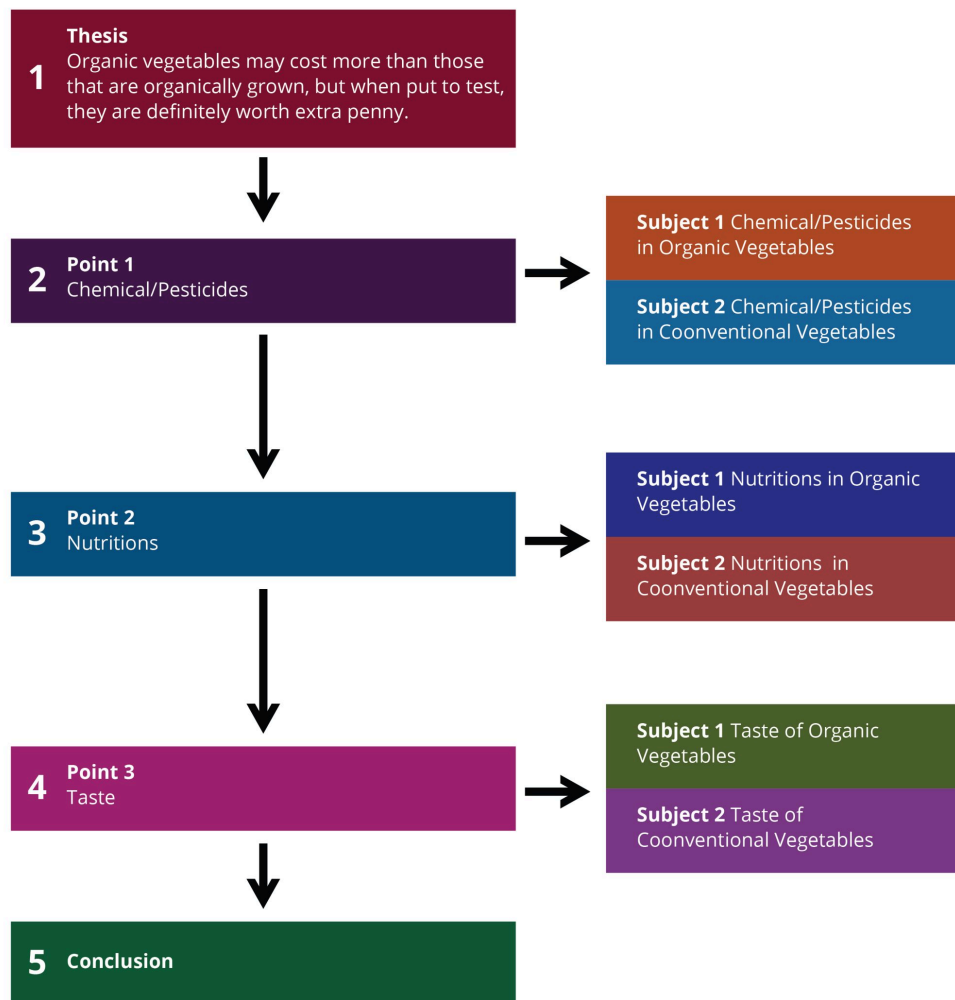 Thesis
1
Organic vegetables may cost more than those
that are organically grown, but when put to test,
they are definitely worth extra penny.
2
Point 1
Chemical/Pesticides
Subject 1 Chemical/Pesticides
in Organic Vegetables
Subject 2 Chemical/Pesticides
in Coonventional Vegetables
3
Point 2
Nutritions
Subject 1 Nutritions in Organic
Vegetables
Subject 2 Nutritions in
Coonventional Vegetables
4
Point 3
Taste
Subject 1 Taste of Organic
Vegetables
Subject 2 Taste of
Coonventional Vegetables
5 Conclusion